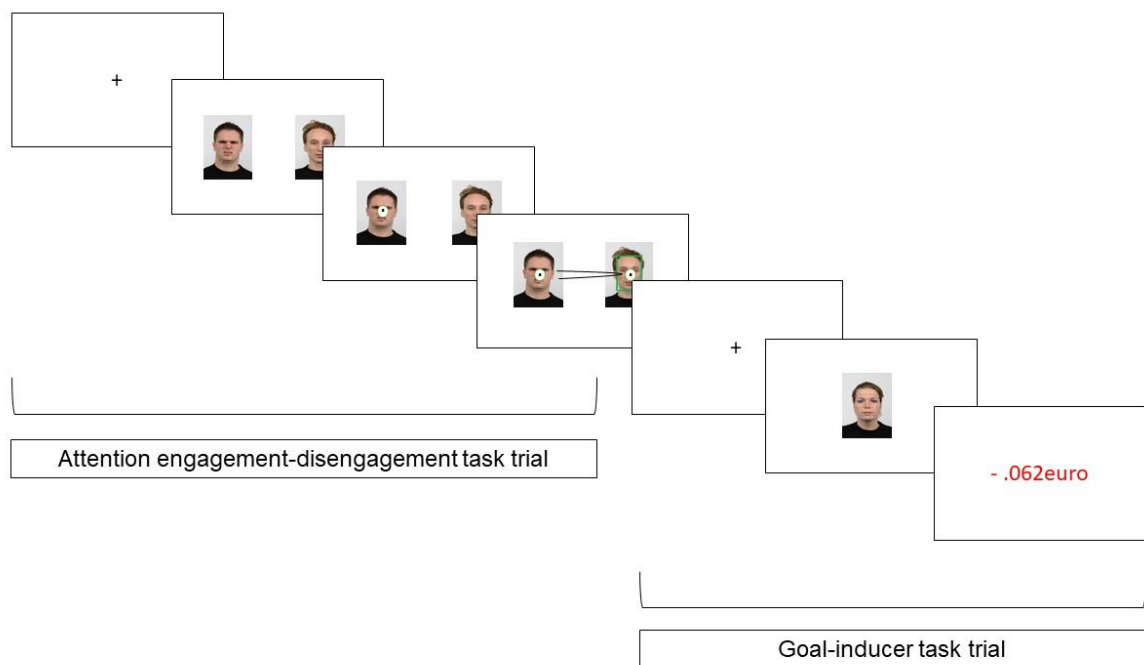 +
+
- .062euro
Attention engagement-disengagement task trial
Goal-inducer task trial